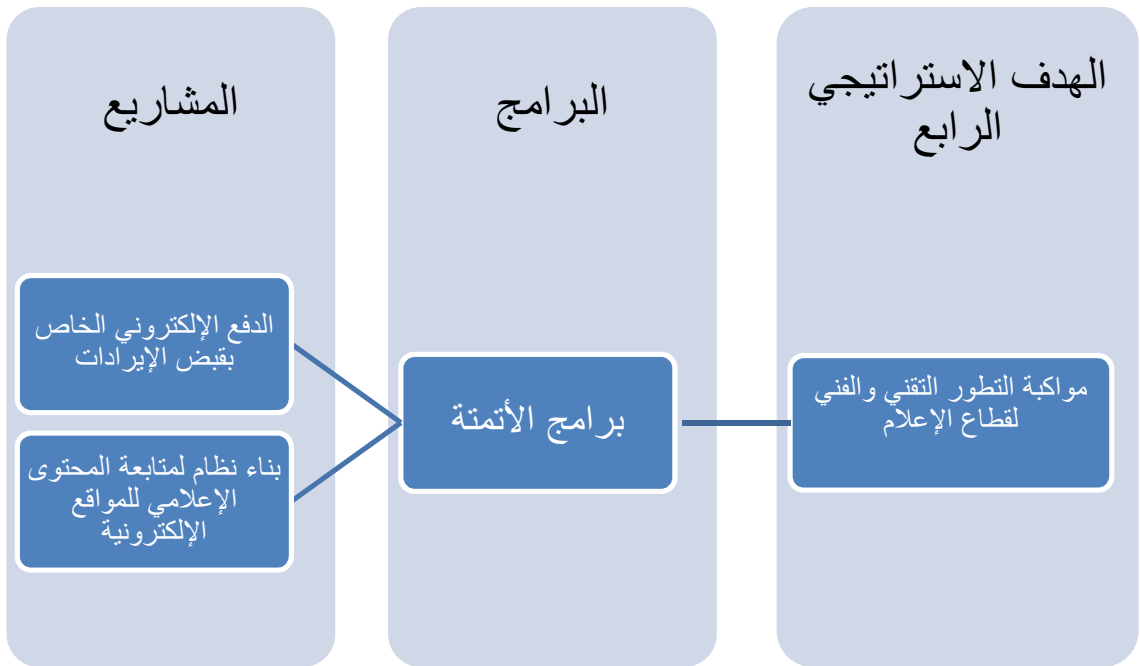 الهدف الاستراتيجي
الرابع
مواكبة التطور التقني والفني
لقطاع الإعلام
البرامج
برامج الأتمتة
المشاريع
الدفع الإلكتروني الخاص
بقبض الإيرادات
بناء نظام لمتابعة المحتوى
الإعلامي للمواقع
الإلكترونية